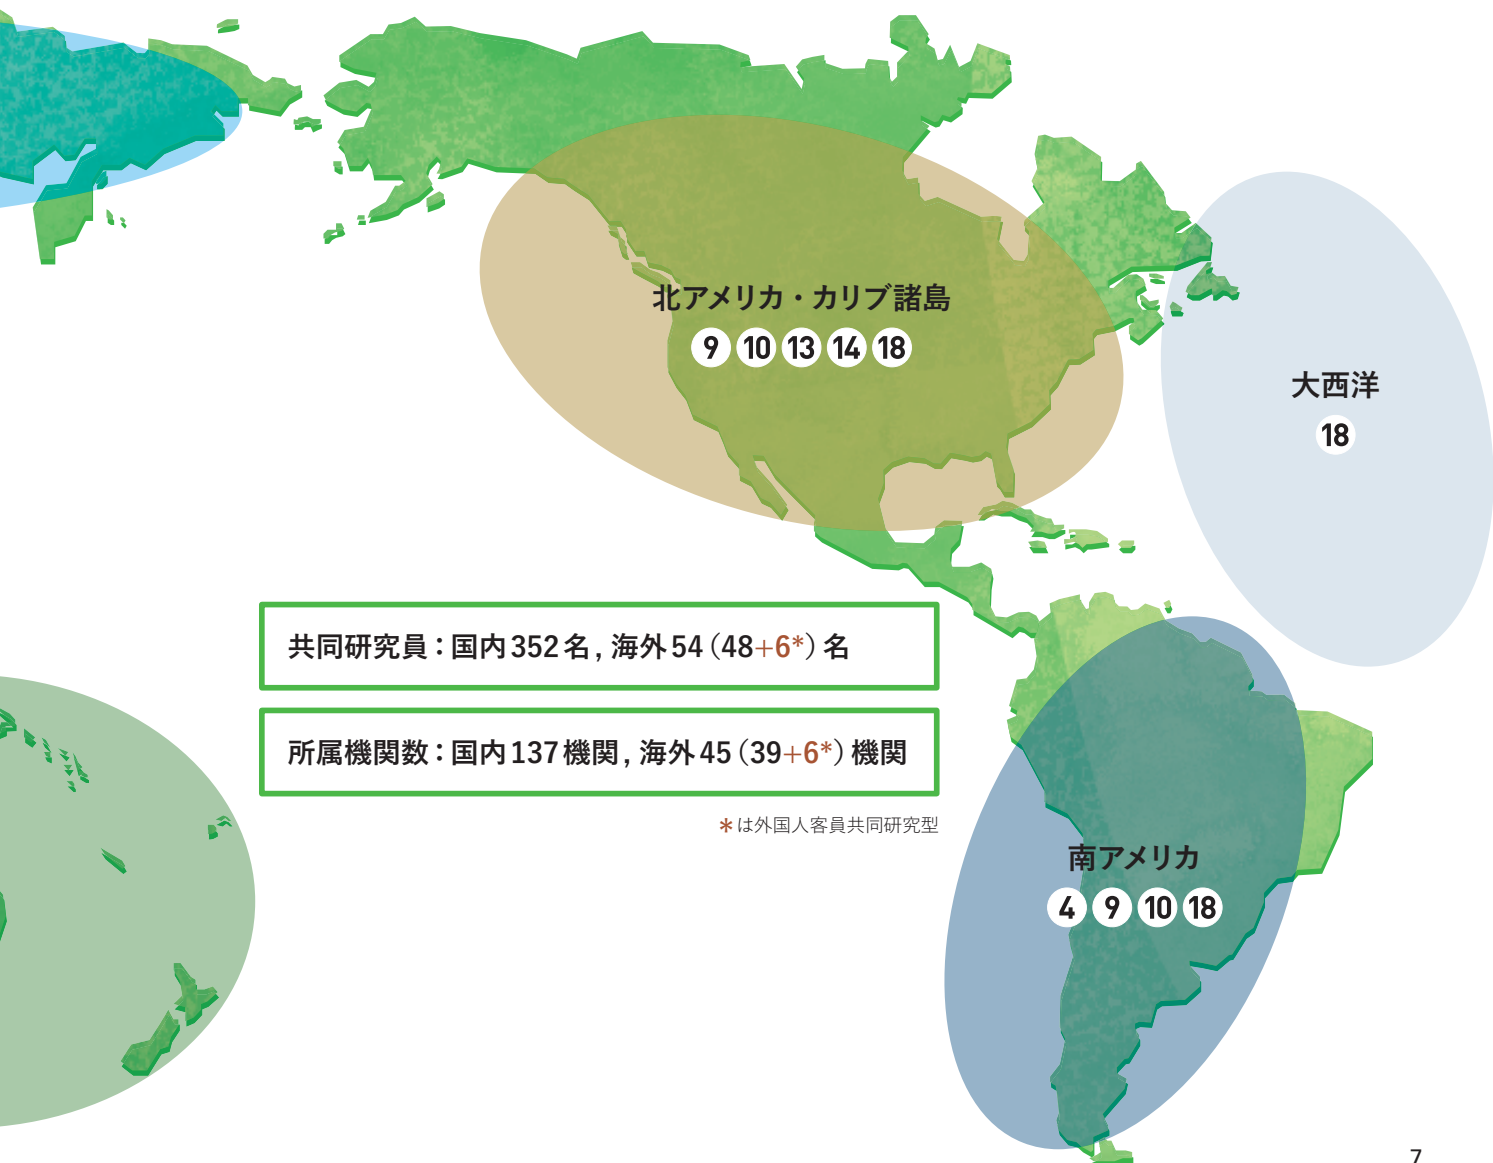 北アメリカ・カリブ諸島
9 10 13 14 18
大西洋
18
共同研究員：国内352名, 海外54（48+6*）名
所属機関数：国内137機関, 海外45（39+6*）機関
*は外国人客員共同研究型
南アメリカ
4 9 10 18
7